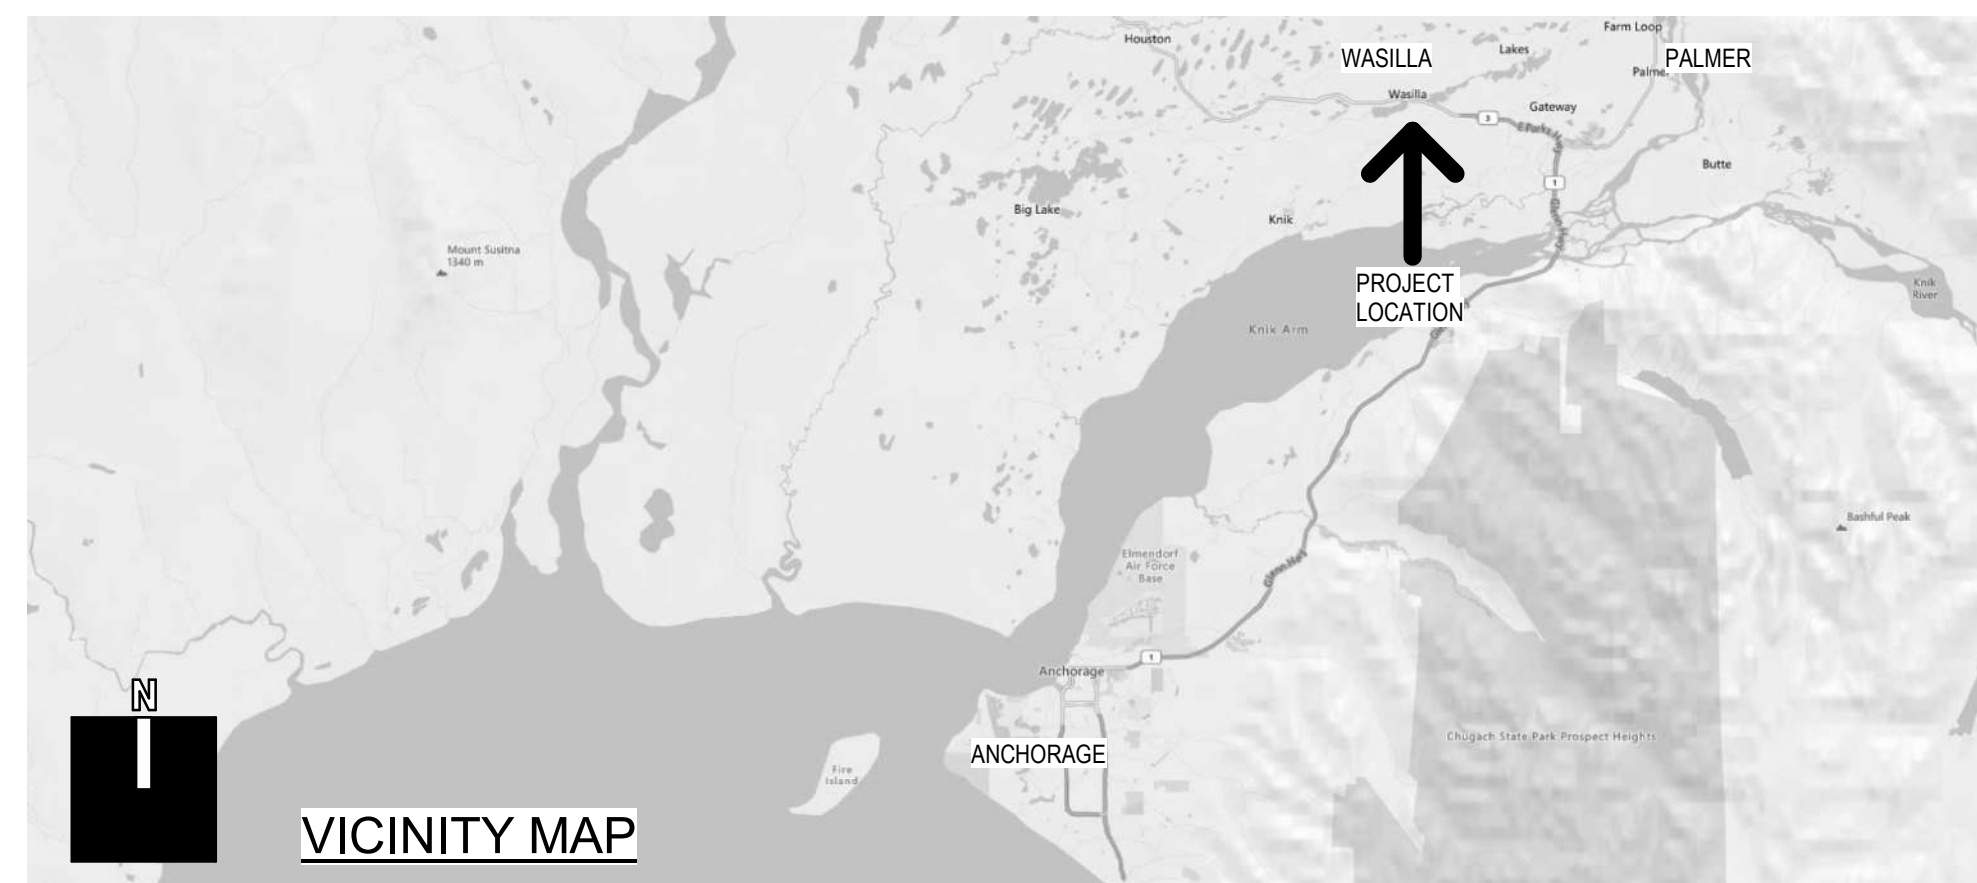 Farm Loop
Houston
Lakes
WASILLA
PALMER
Palmer
Wasilla
Gateway
3
E Parks Hwy
Butte
1
Glenn Hwy
Big Lake
Knik
Mount Susitna
1340 m
PROJECT
LOCATION
Knik
River
Knik Arm
Bashful Peak
Elmendorf
Air Force
Base
Glenn Hwy
1
Anchorage
N
Chugach State Park Prospect Heights
ANCHORAGE
Fire
Island
VICINITY MAP